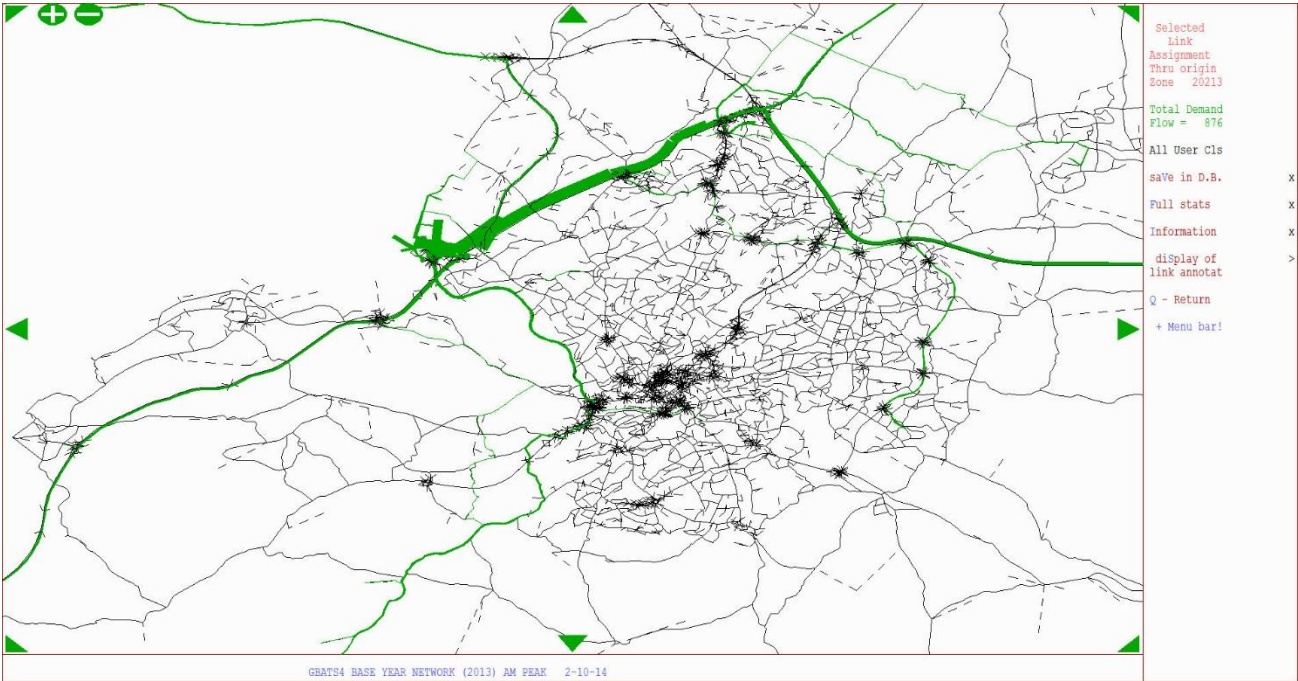 Selected
Link
Assignment
Thru origin
Zone 20213
Total Demand
Flow = 876
All User Cls
saVe in D.B. x
Full stats x
Information x
diSplay of >
link annotat
Q - Return
+ Menu bar!
GBATS4 BASE YEAR NETWORK (2013) AM PEAK 2-10-14